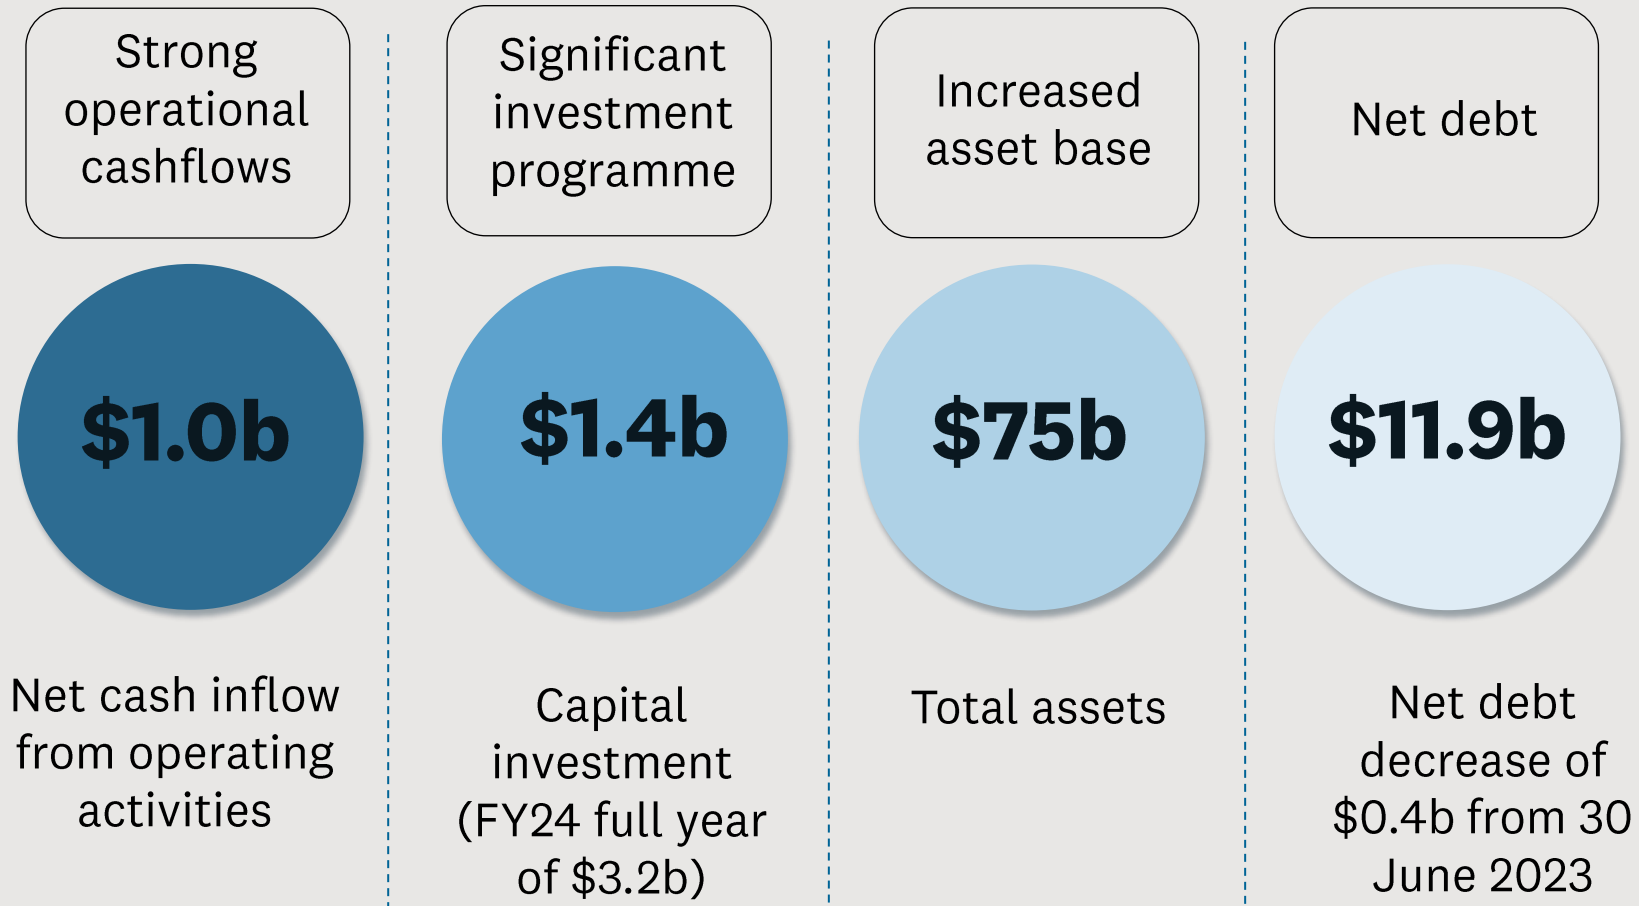 Strong
operational
cashflows
Significant
investment
programme
Increased
asset base
Net debt
$1.0b
$1.4b
$75b
$11.9b
Net cash inflow
from operating
activities
Capital
investment
(FY24 full year
of $3.2b)
Total assets
Net debt
decrease of
$0.4b from 30
June 2023